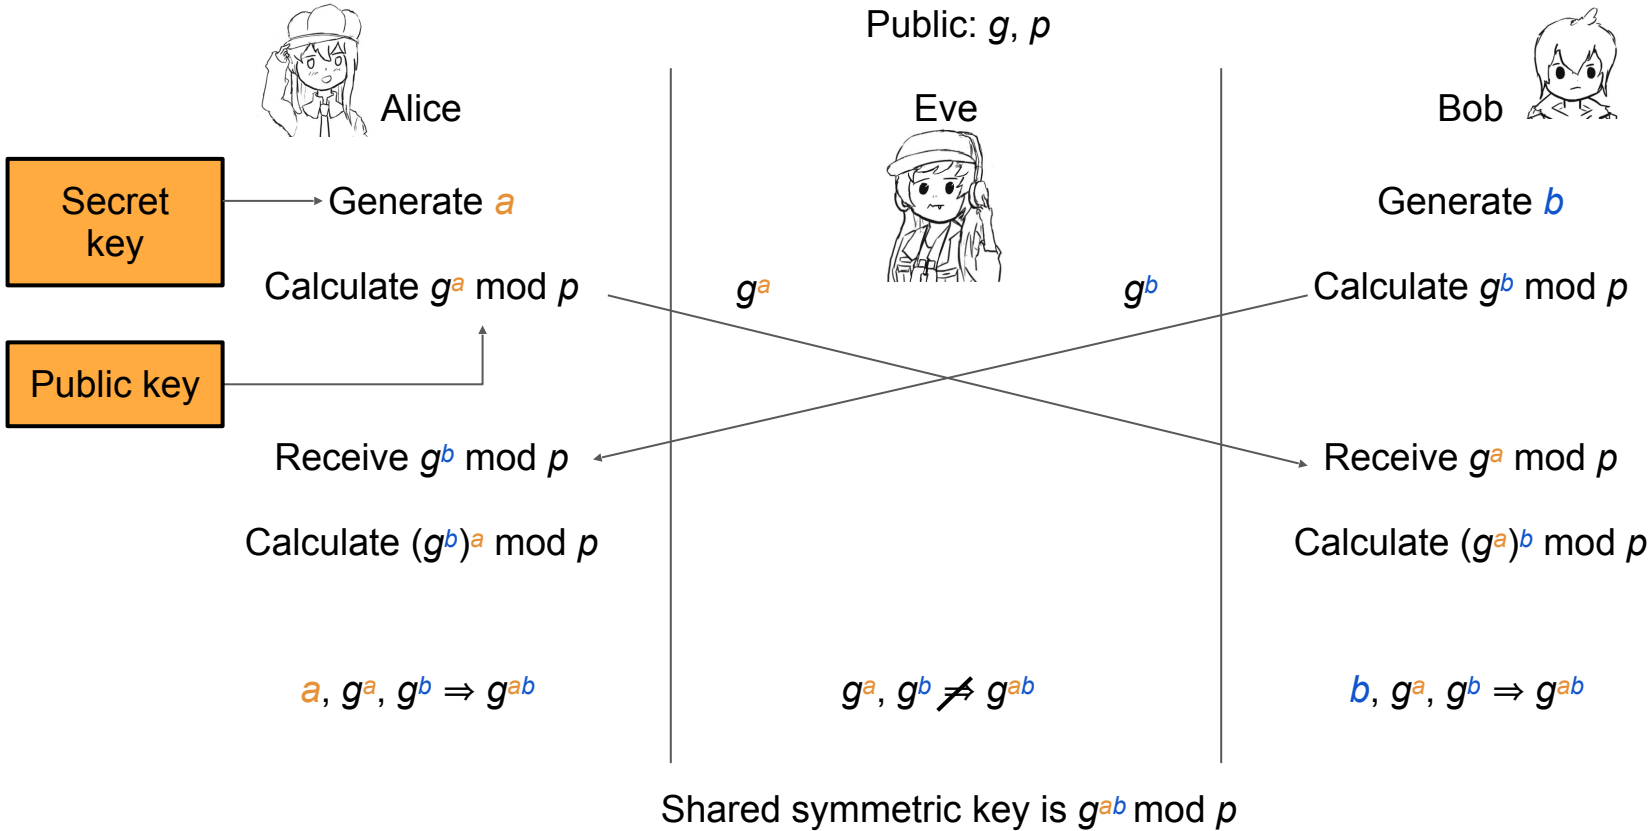 Public: g, p
Alice
Eve
Bob
Secret
key
Generate a
Generate b
Calculate gᵃ mod p
gᵃ
gᵇ
Calculate gᵇ mod p
Public key
Receive gᵇ mod p
Receive gᵃ mod p
Calculate (gᵇ)ᵃ mod p
Calculate (gᵃ)ᵇ mod p
a, gᵃ, gᵇ ⇒ gᵃᵇ
gᵃ, gᵇ ⇏ gᵃᵇ
b, gᵃ, gᵇ ⇒ gᵃᵇ
Shared symmetric key is gᵃᵇ mod p